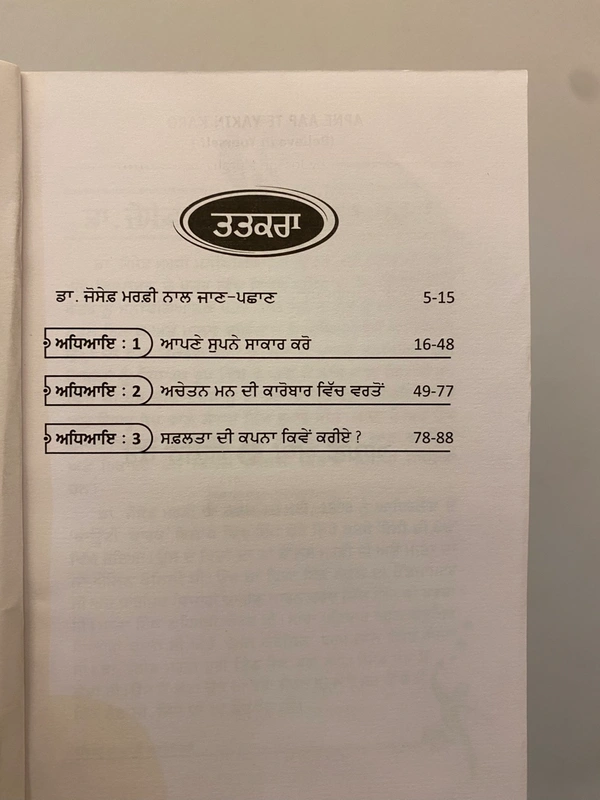 ਤਤਕਰਾ
ਡਾ. ਜੋਸੇਫ਼ ਮਰਫ਼ੀ ਨਾਲ ਜਾਣ-ਪਛਾਣ 5-15
ਅਧਿਆਇ : 1 ਆਪਣੇ ਸੁਪਨੇ ਸਾਕਾਰ ਕਰੋ 16-48
ਅਧਿਆਇ : 2 ਅਚੇਤਨ ਮਨ ਦੀ ਕਾਰੋਬਾਰ ਵਿੱਚ ਵਰਤੋਂ 49-77
ਅਧਿਆਇ : 3 ਸਫ਼ਲਤਾ ਦੀ ਕਪਨਾ ਕਿਵੇਂ ਕਰੀਏ ? 78-88